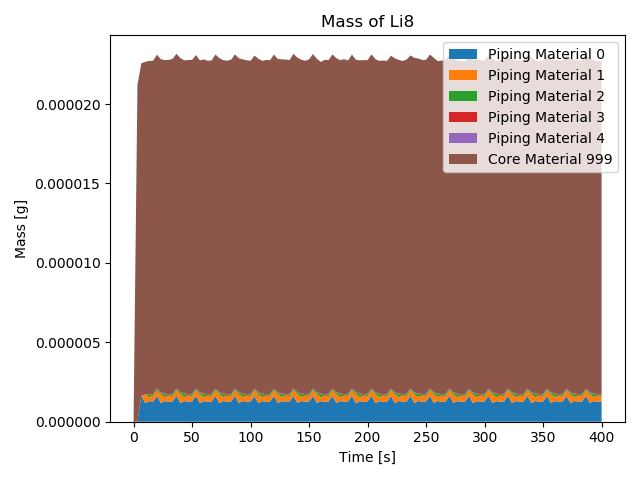 Mass of Li8
Piping Material 0
Piping Material 1
Piping Material 2
Piping Material 3
Piping Material 4
Core Material 999
Mass [g]
0.000020
0.000015
0.000010
0.000005
0.000000
0 50 100 150 200 250 300 350 400
Time [s]